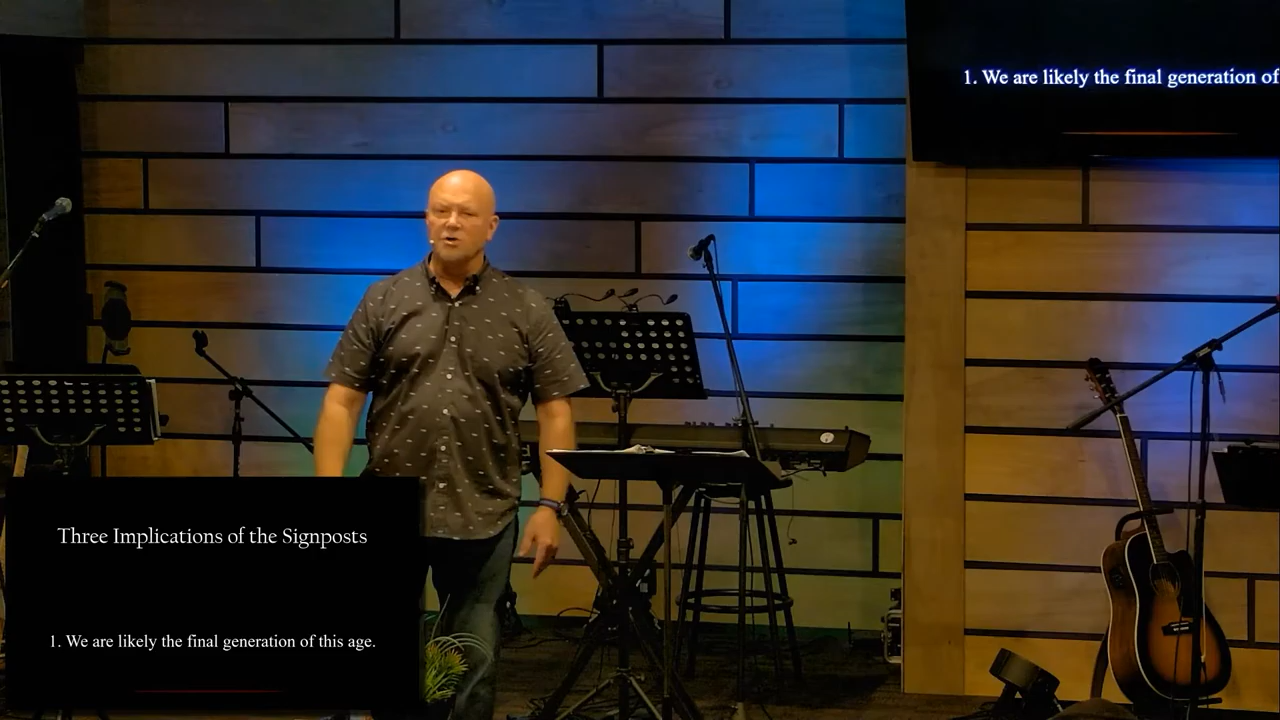 1. We are likely the final generation of
Three Implications of the Signposts
1. We are likely the final generation of this age.